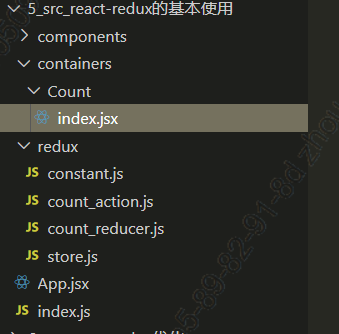 5_src_react-redux的基本使用
components
containers
Count
index.jsx
redux
JS constant.js
JS count_action.js
JS count_reducer.js
JS store.js
App.jsx
JS index.js